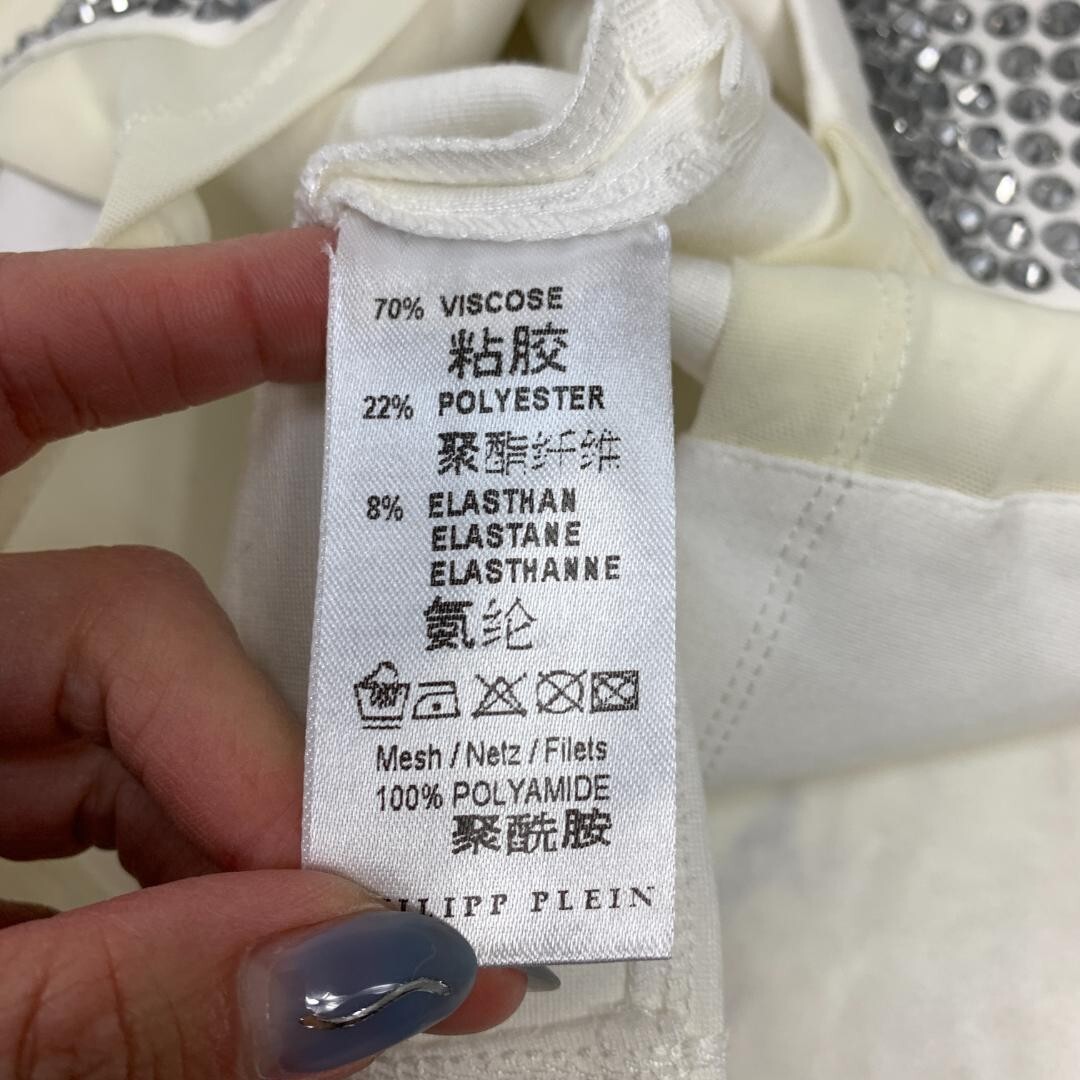 70% VISCOSE
粘胶
22% POLYESTER
聚酯纤维
8% ELASTHAN
ELASTANE
ELASTHANNE
氨纶
Mesh / Netz / Filets
100% POLYAMIDE
聚酰胺
PLEIN